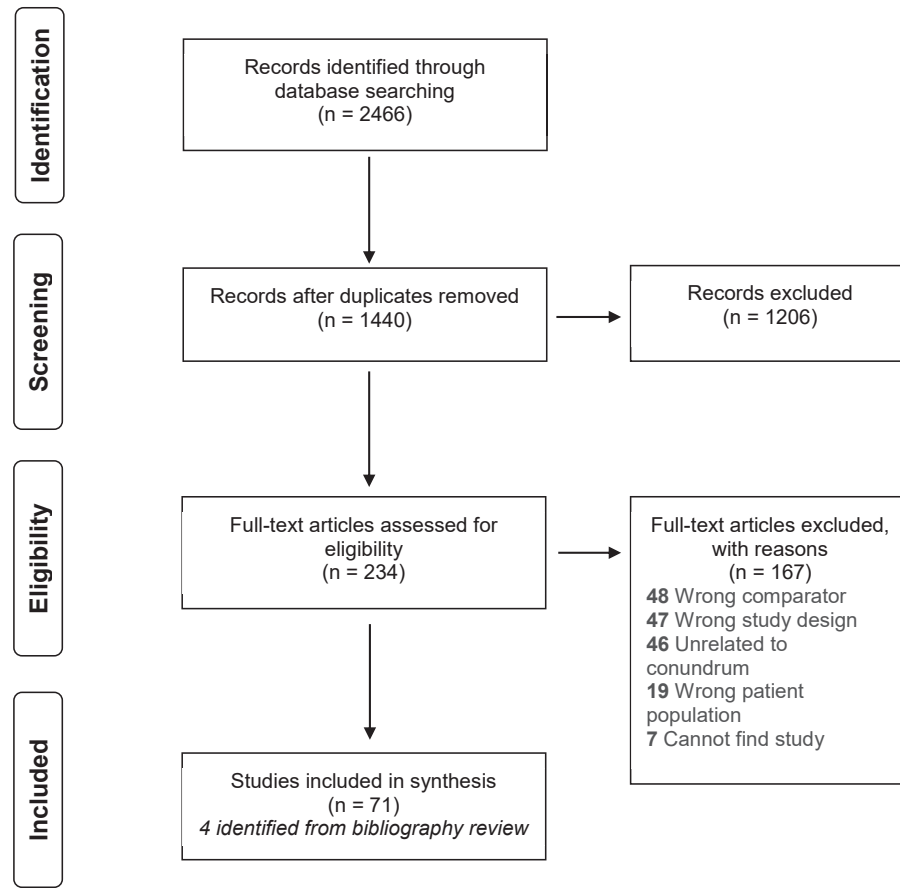 Identification
Records identified through
database searching
(n = 2466)
Screening
Records after duplicates removed
(n = 1440)
Records excluded
(n = 1206)
Eligibility
Full-text articles assessed for
eligibility
(n = 234)
Full-text articles excluded,
with reasons
(n = 167)
48 Wrong comparator
47 Wrong study design
46 Unrelated to
conundrum
19 Wrong patient
population
7 Cannot find study
Included
Studies included in synthesis
(n = 71)
4 identified from bibliography review